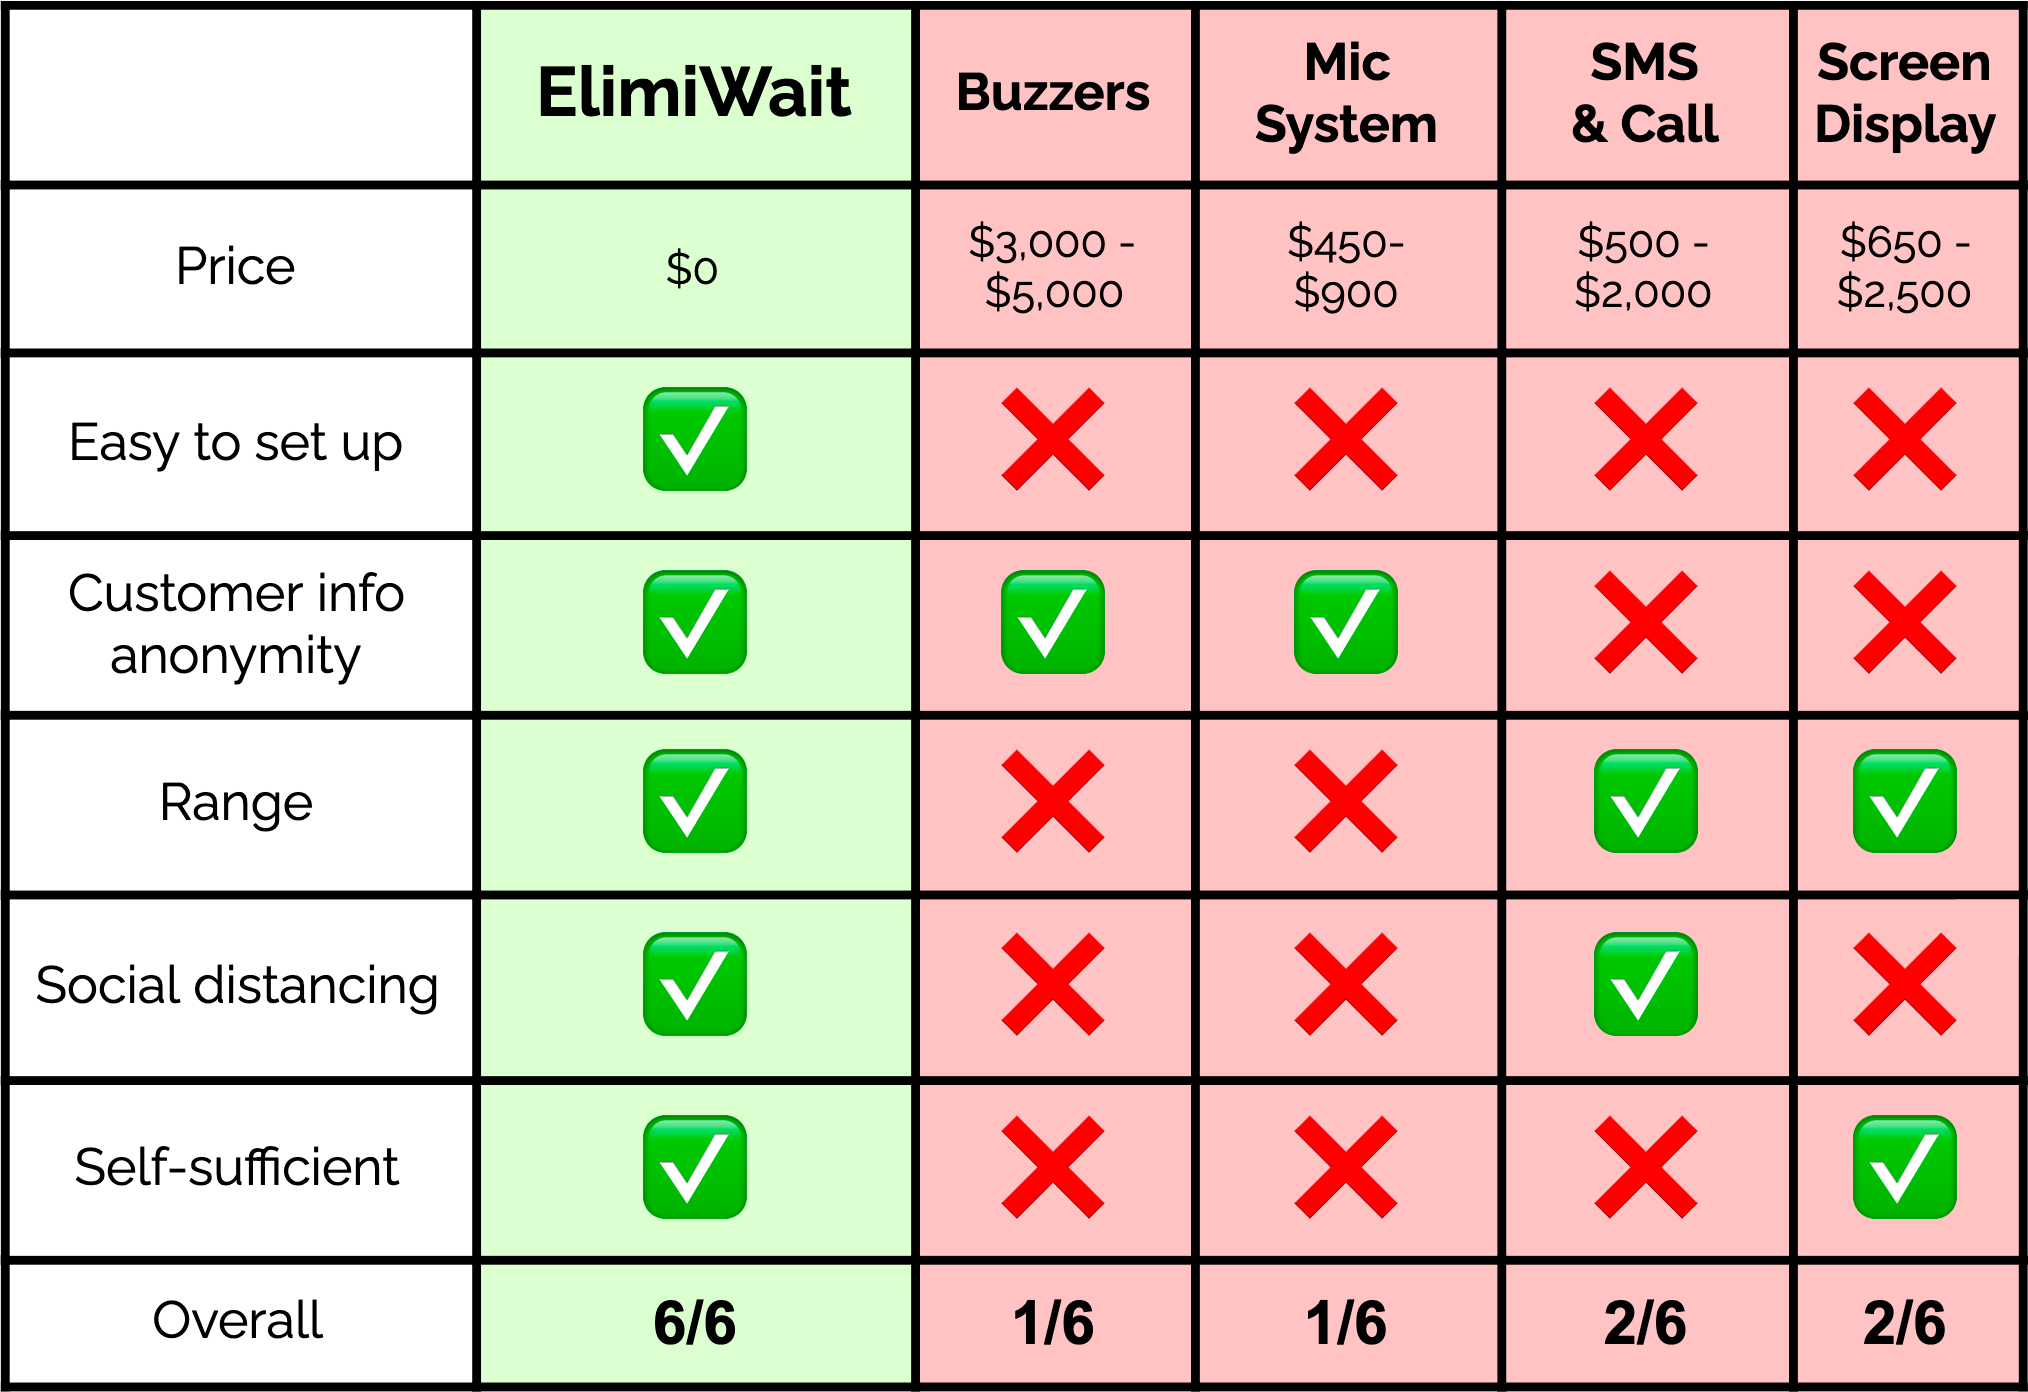 ElimiWait
Buzzers
Mic
System
SMS
& Call
Screen
Display
Price
$0
$3,000 -
$5,000
$450-
$900
$500 -
$2,000
$650 -
$2,500
Easy to set up
Customer info
anonymity
Range
Social distancing
Self-sufficient
Overall
6/6
1/6
1/6
2/6
2/6